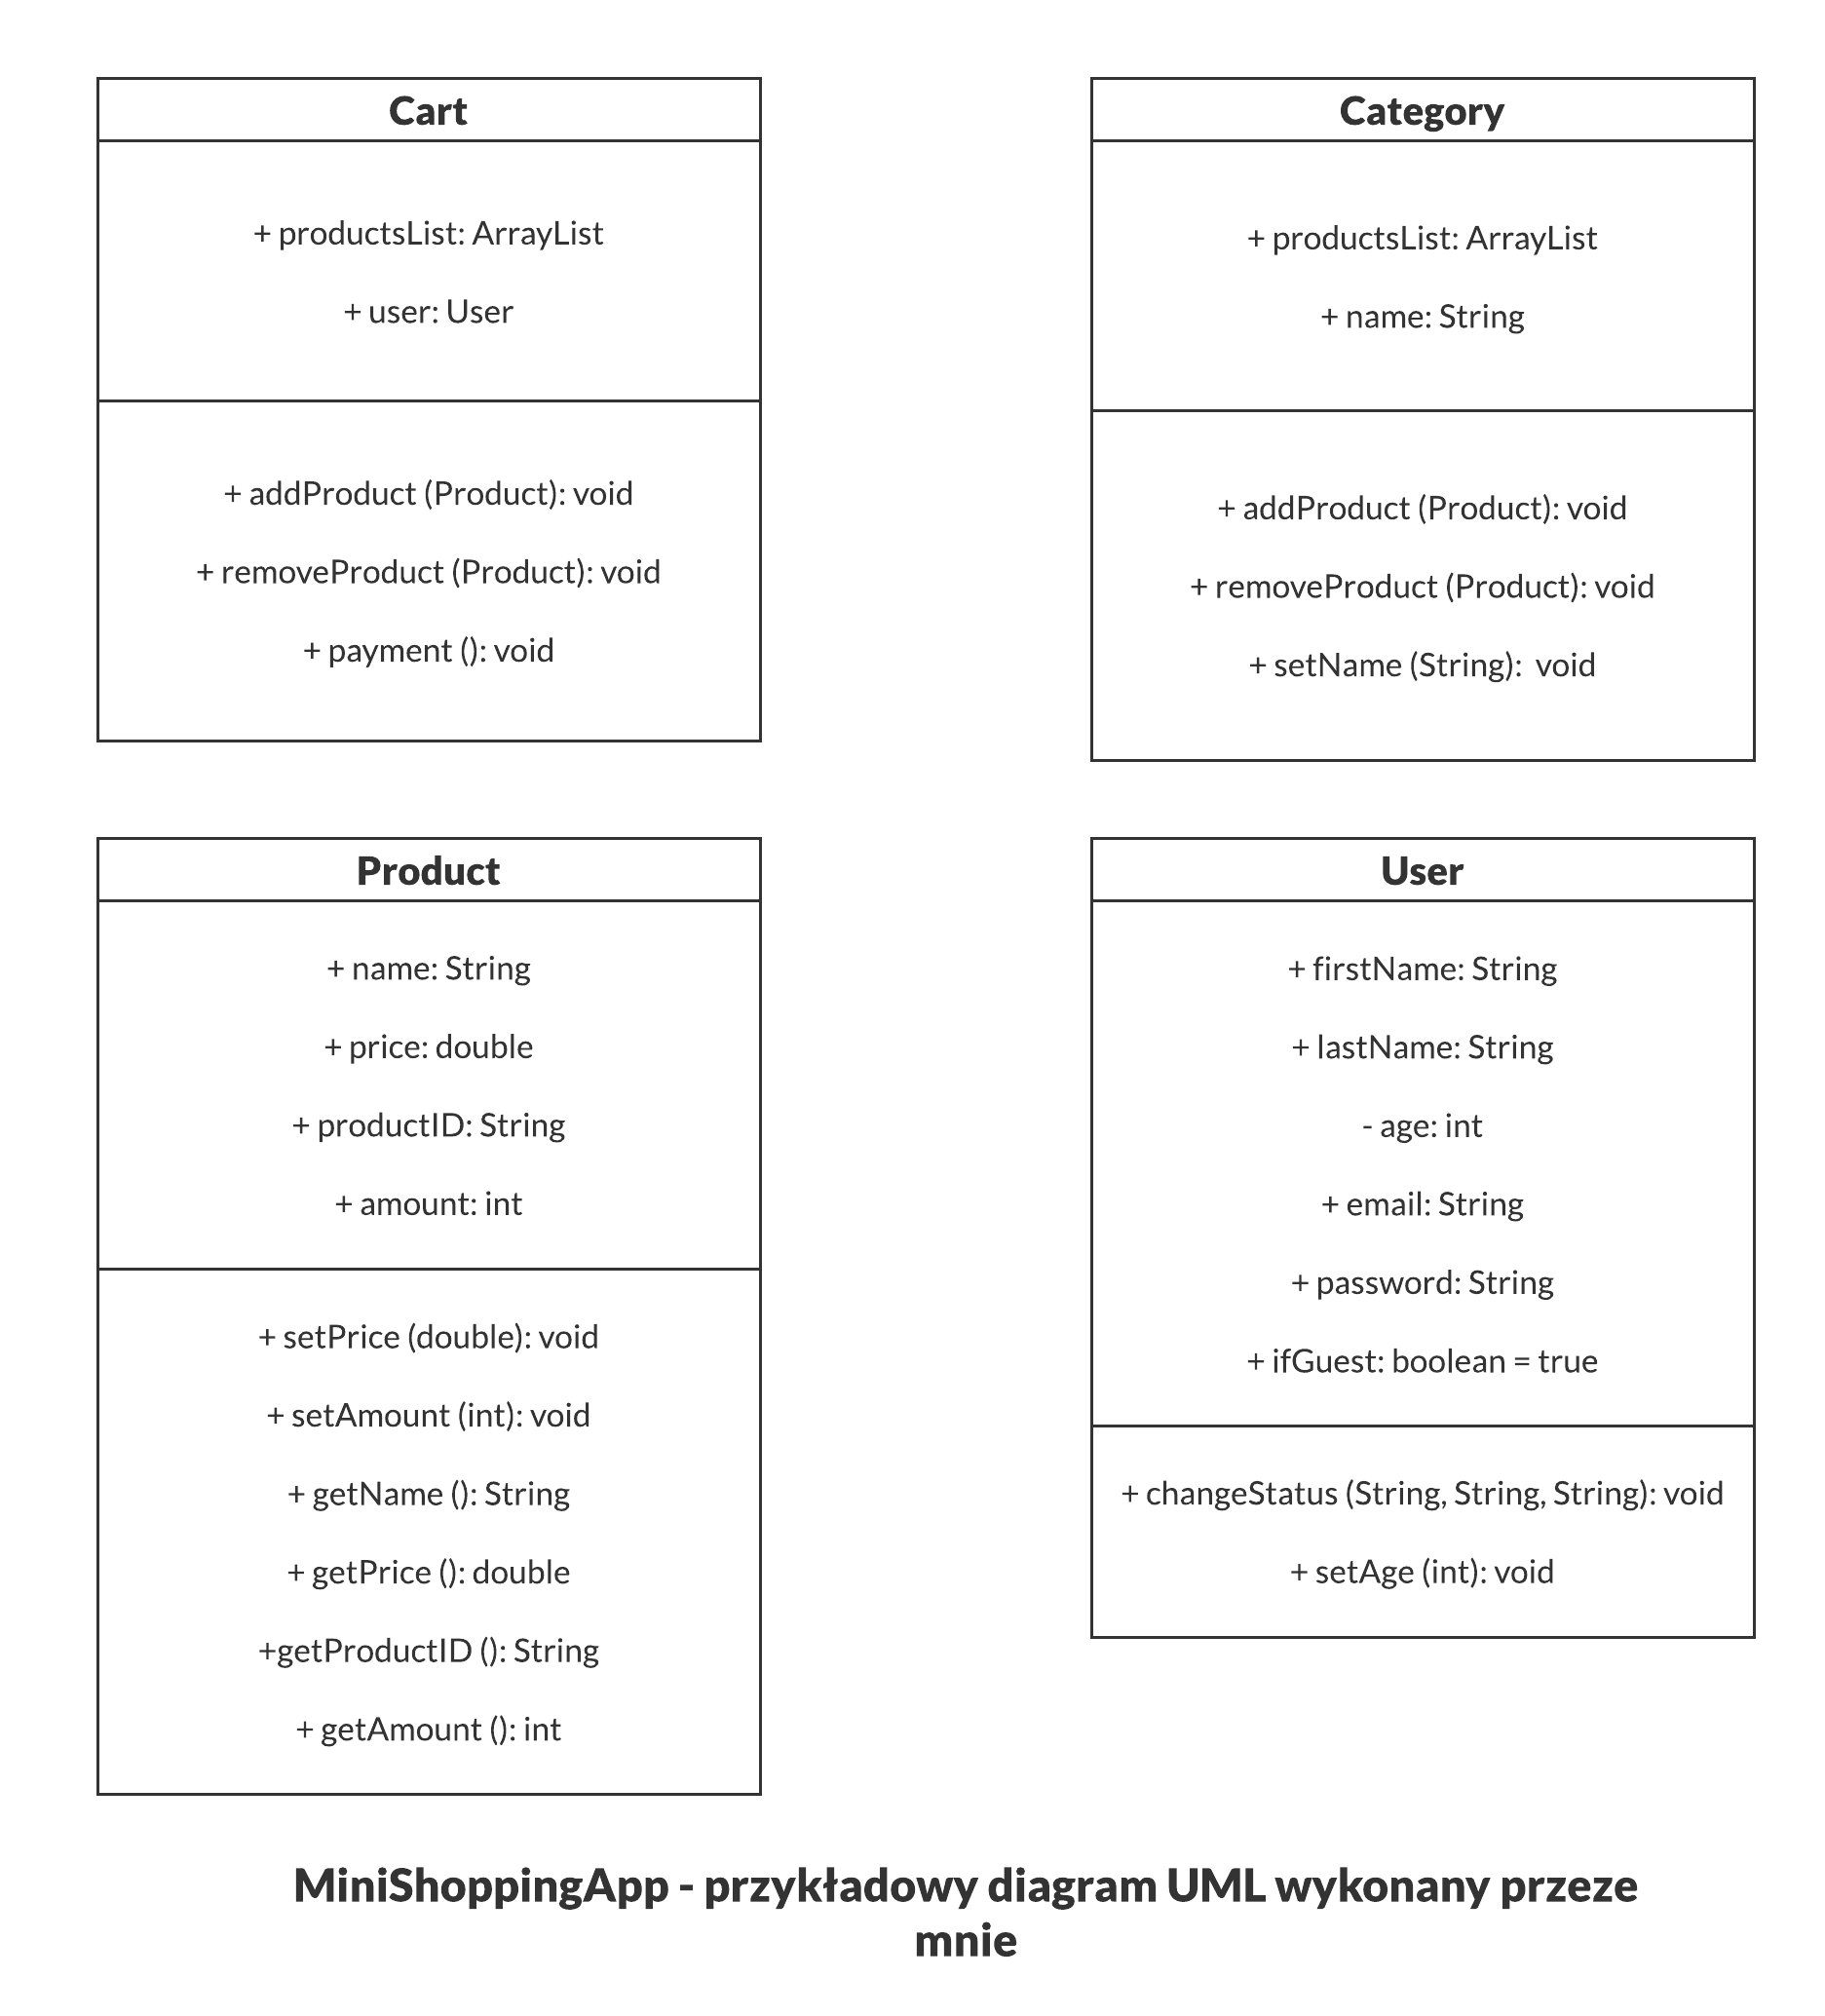 Cart
+ productsList: ArrayList
+ user: User
+ addProduct (Product): void
+ removeProduct (Product): void
+ payment (): void
Category
+ productsList: ArrayList
+ name: String
+ addProduct (Product): void
+ removeProduct (Product): void
+ setName (String):  void
Product
+ name: String
+ price: double
+ productID: String
+ amount: int
+ setPrice (double): void
+ setAmount (int): void
+ getName (): String
+ getPrice (): double
+getProductID (): String
+ getAmount (): int
User
+ firstName: String
+ lastName: String
- age: int
+ email: String
+ password: String
+ ifGuest: boolean = true
+ changeStatus (String, String, String): void
+ setAge (int): void
MiniShoppingApp - przykładowy diagram UML wykonany przeze
mnie